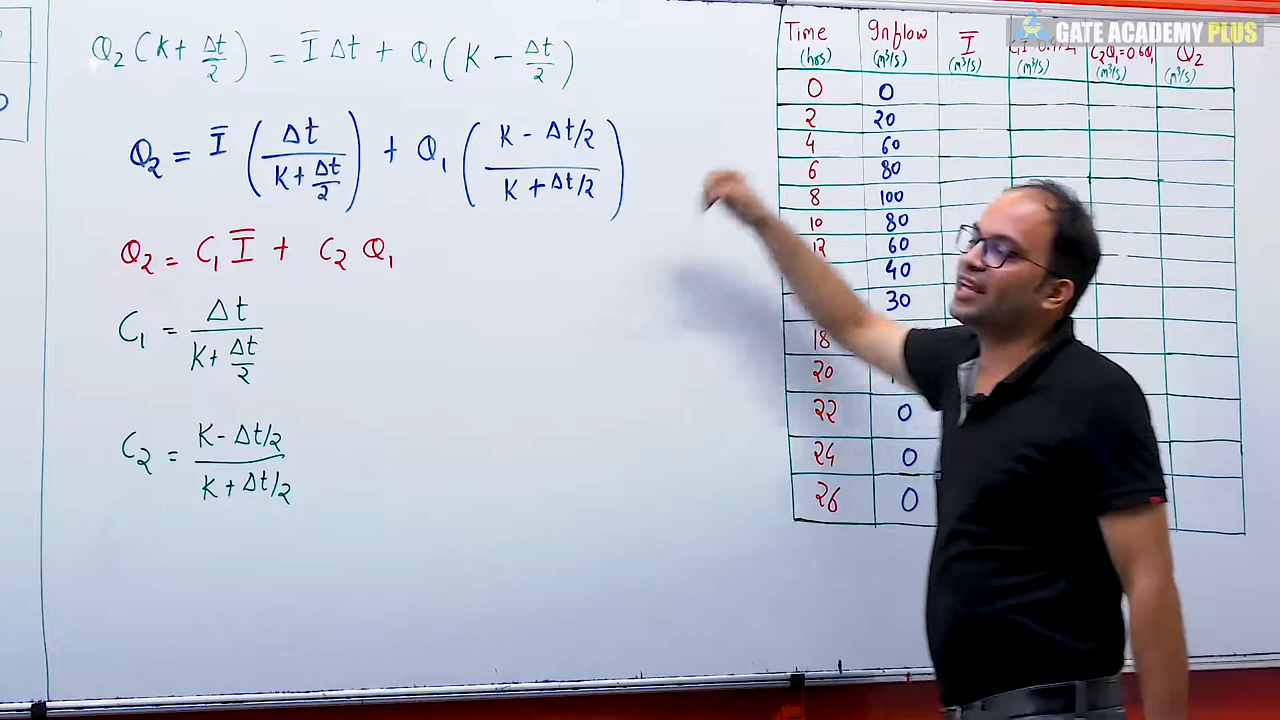 Q₂ (K + Δt/2) = Ī Δt + Q₁ (K − Δt/2)
Q₂ = Ī (Δt / (K + Δt/2)) + Q₁ ((K − Δt/2) / (K + Δt/2))
Q₂ = C₁ Ī + C₂ Q₁
C₁ = Δt / (K + Δt/2)
C₂ = (K − Δt/2) / (K + Δt/2)
GATE ACADEMY PLUS
Time Inflow Ī C₂Q₁=0.6Q₁ Q₂
(hrs) (m³/s) (m³/s) (m³/s) (m³/s) (m³/s)
0 0
2 20
4 60
6 80
8 100
10 80
12 60
40
30
18
20
22 0
24 0
26 0